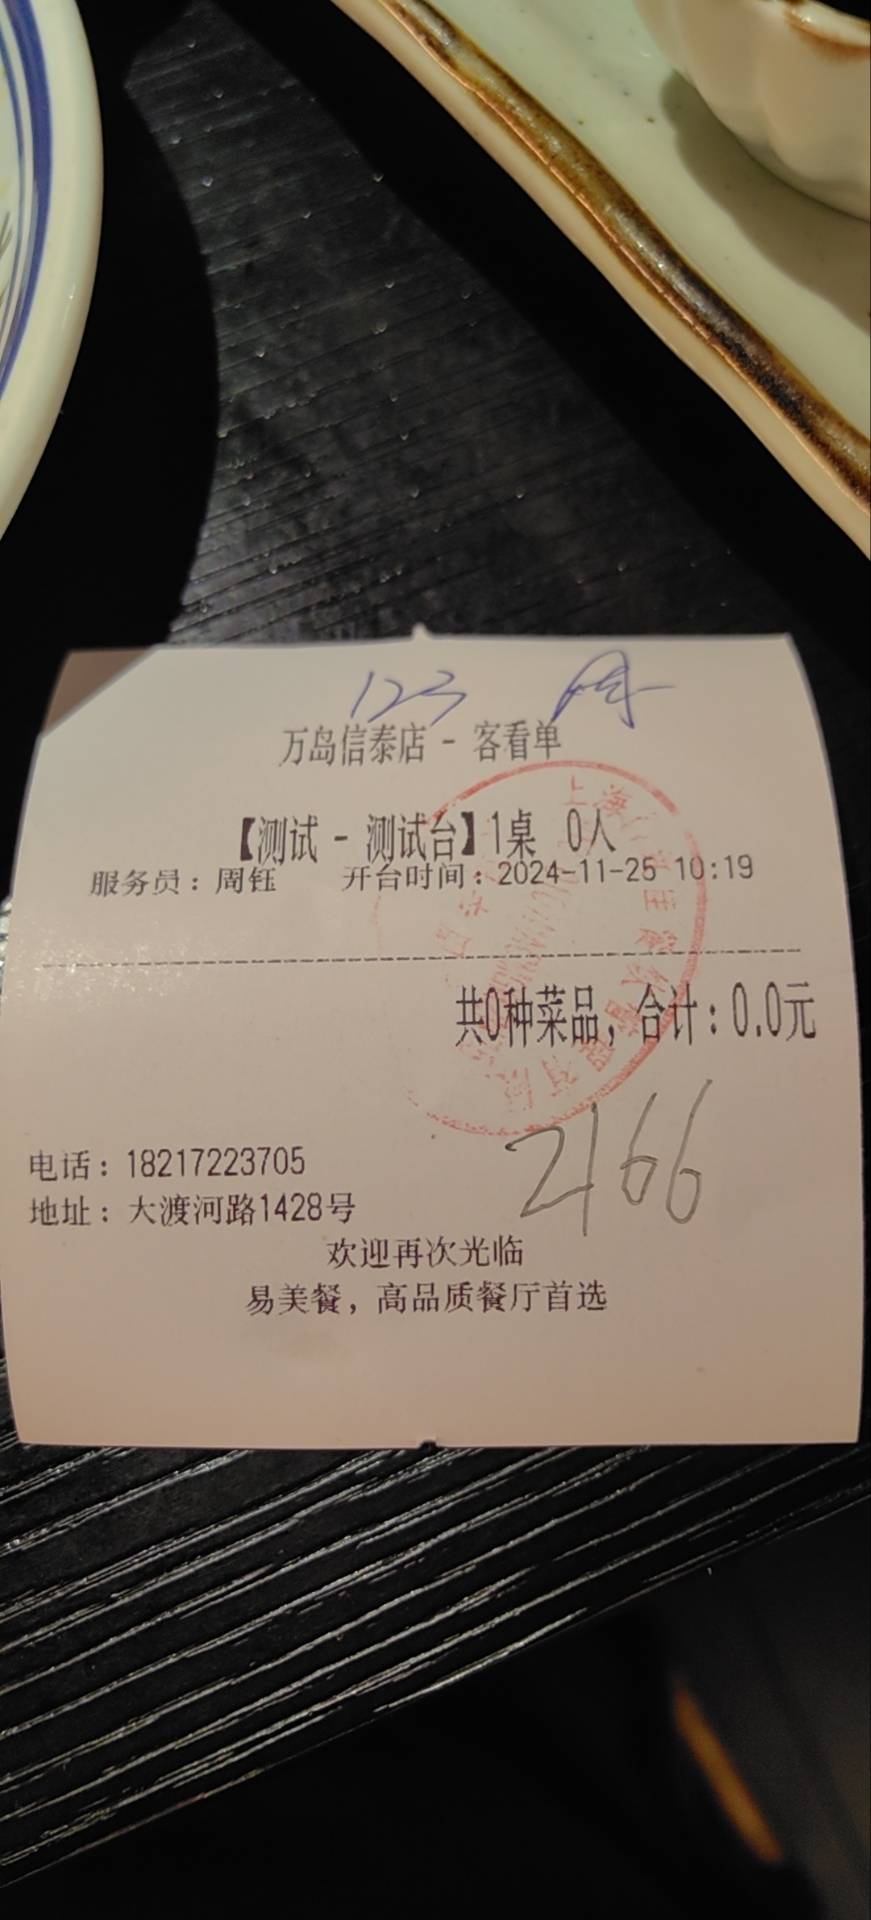 123
万岛信泰店 - 客看单
【测试 - 测试台】1桌 0人
服务员：周钰 开台时间：2024-11-25 10:19
共0种菜品，合计：0.0元
2166
电话：18217223705
地址：大渡河路1428号
欢迎再次光临
易美餐，高品质餐厅首选